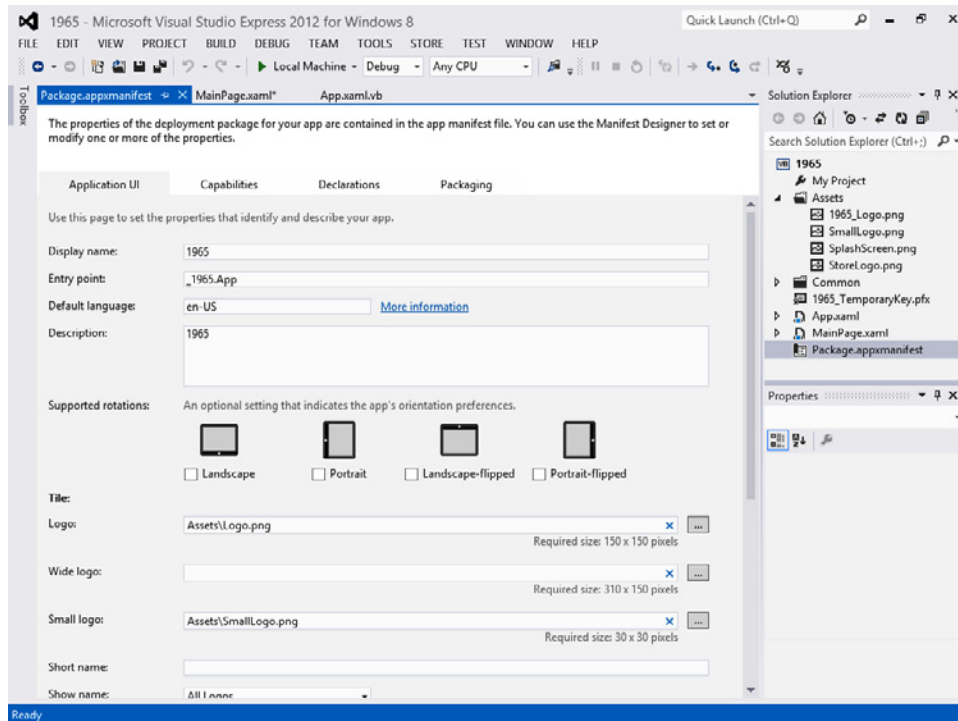 1965 - Microsoft Visual Studio Express 2012 for Windows 8
Quick Launch (Ctrl+Q)
FILE EDIT VIEW PROJECT BUILD DEBUG TEAM TOOLS STORE TEST WINDOW HELP
Local Machine Debug Any CPU
Toolbox
Package.appxmanifest MainPage.xaml* App.xaml.vb
The properties of the deployment package for your app are contained in the app manifest file. You can use the Manifest Designer to set or
modify one or more of the properties.
Application UI Capabilities Declarations Packaging
Use this page to set the properties that identify and describe your app.
Display name: 1965
Entry point: _1965.App
Default language: en-US More information
Description: 1965
Supported rotations: An optional setting that indicates the app's orientation preferences.
Landscape Portrait Landscape-flipped Portrait-flipped
Tile:
Logo: Assets\Logo.png ...
Required size: 150 x 150 pixels
Wide logo: ...
Required size: 310 x 150 pixels
Small logo: Assets\SmallLogo.png ...
Required size: 30 x 30 pixels
Short name:
Show name: All Logos
Solution Explorer
Search Solution Explorer (Ctrl+;)
VB 1965
My Project
Assets
1965_Logo.png
SmallLogo.png
SplashScreen.png
StoreLogo.png
Common
1965_TemporaryKey.pfx
App.xaml
MainPage.xaml
Package.appxmanifest
Properties
Ready